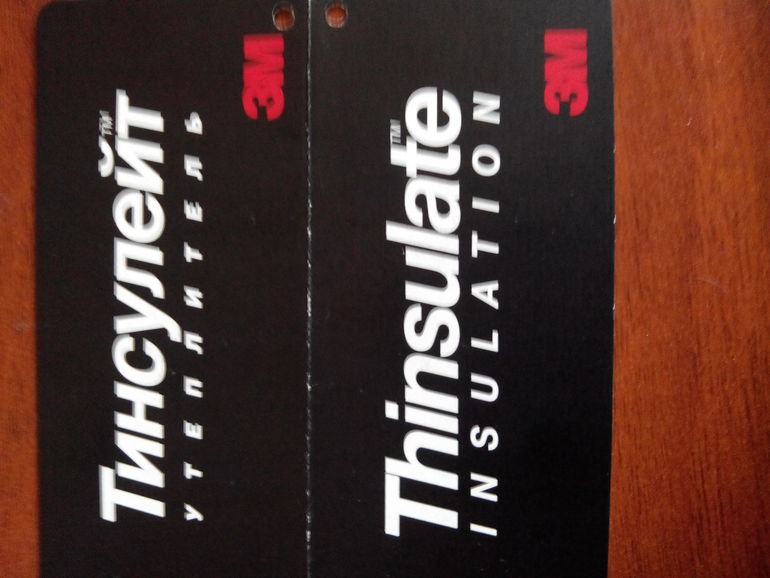 Тинсулейт™
УТЕПЛИТЕЛЬ
3M
Thinsulate™
INSULATION
3M